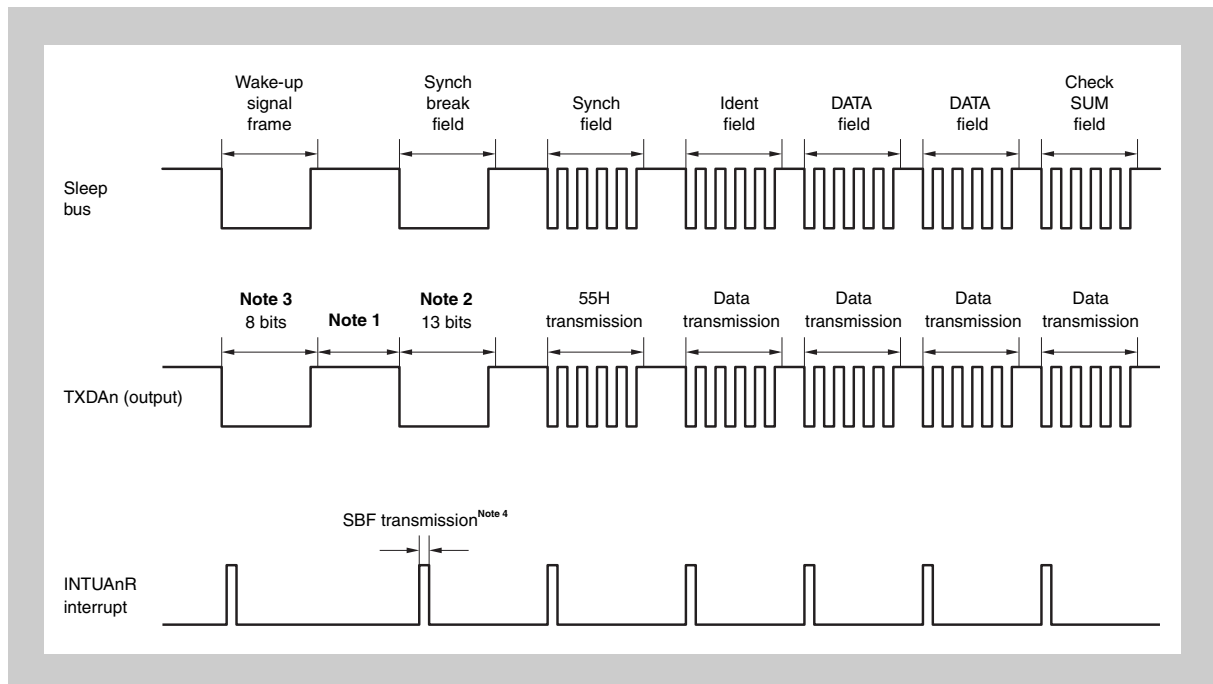 Wake-up
signal
frame
Synch
break
field
Synch
field
Ident
field
DATA
field
DATA
field
Check
SUM
field
Sleep
bus
Note 3
8 bits
Note 1
Note 2
13 bits
55H
transmission
Data
transmission
Data
transmission
Data
transmission
Data
transmission
TXDAn (output)
SBF transmission Note 4
INTUAnR
interrupt